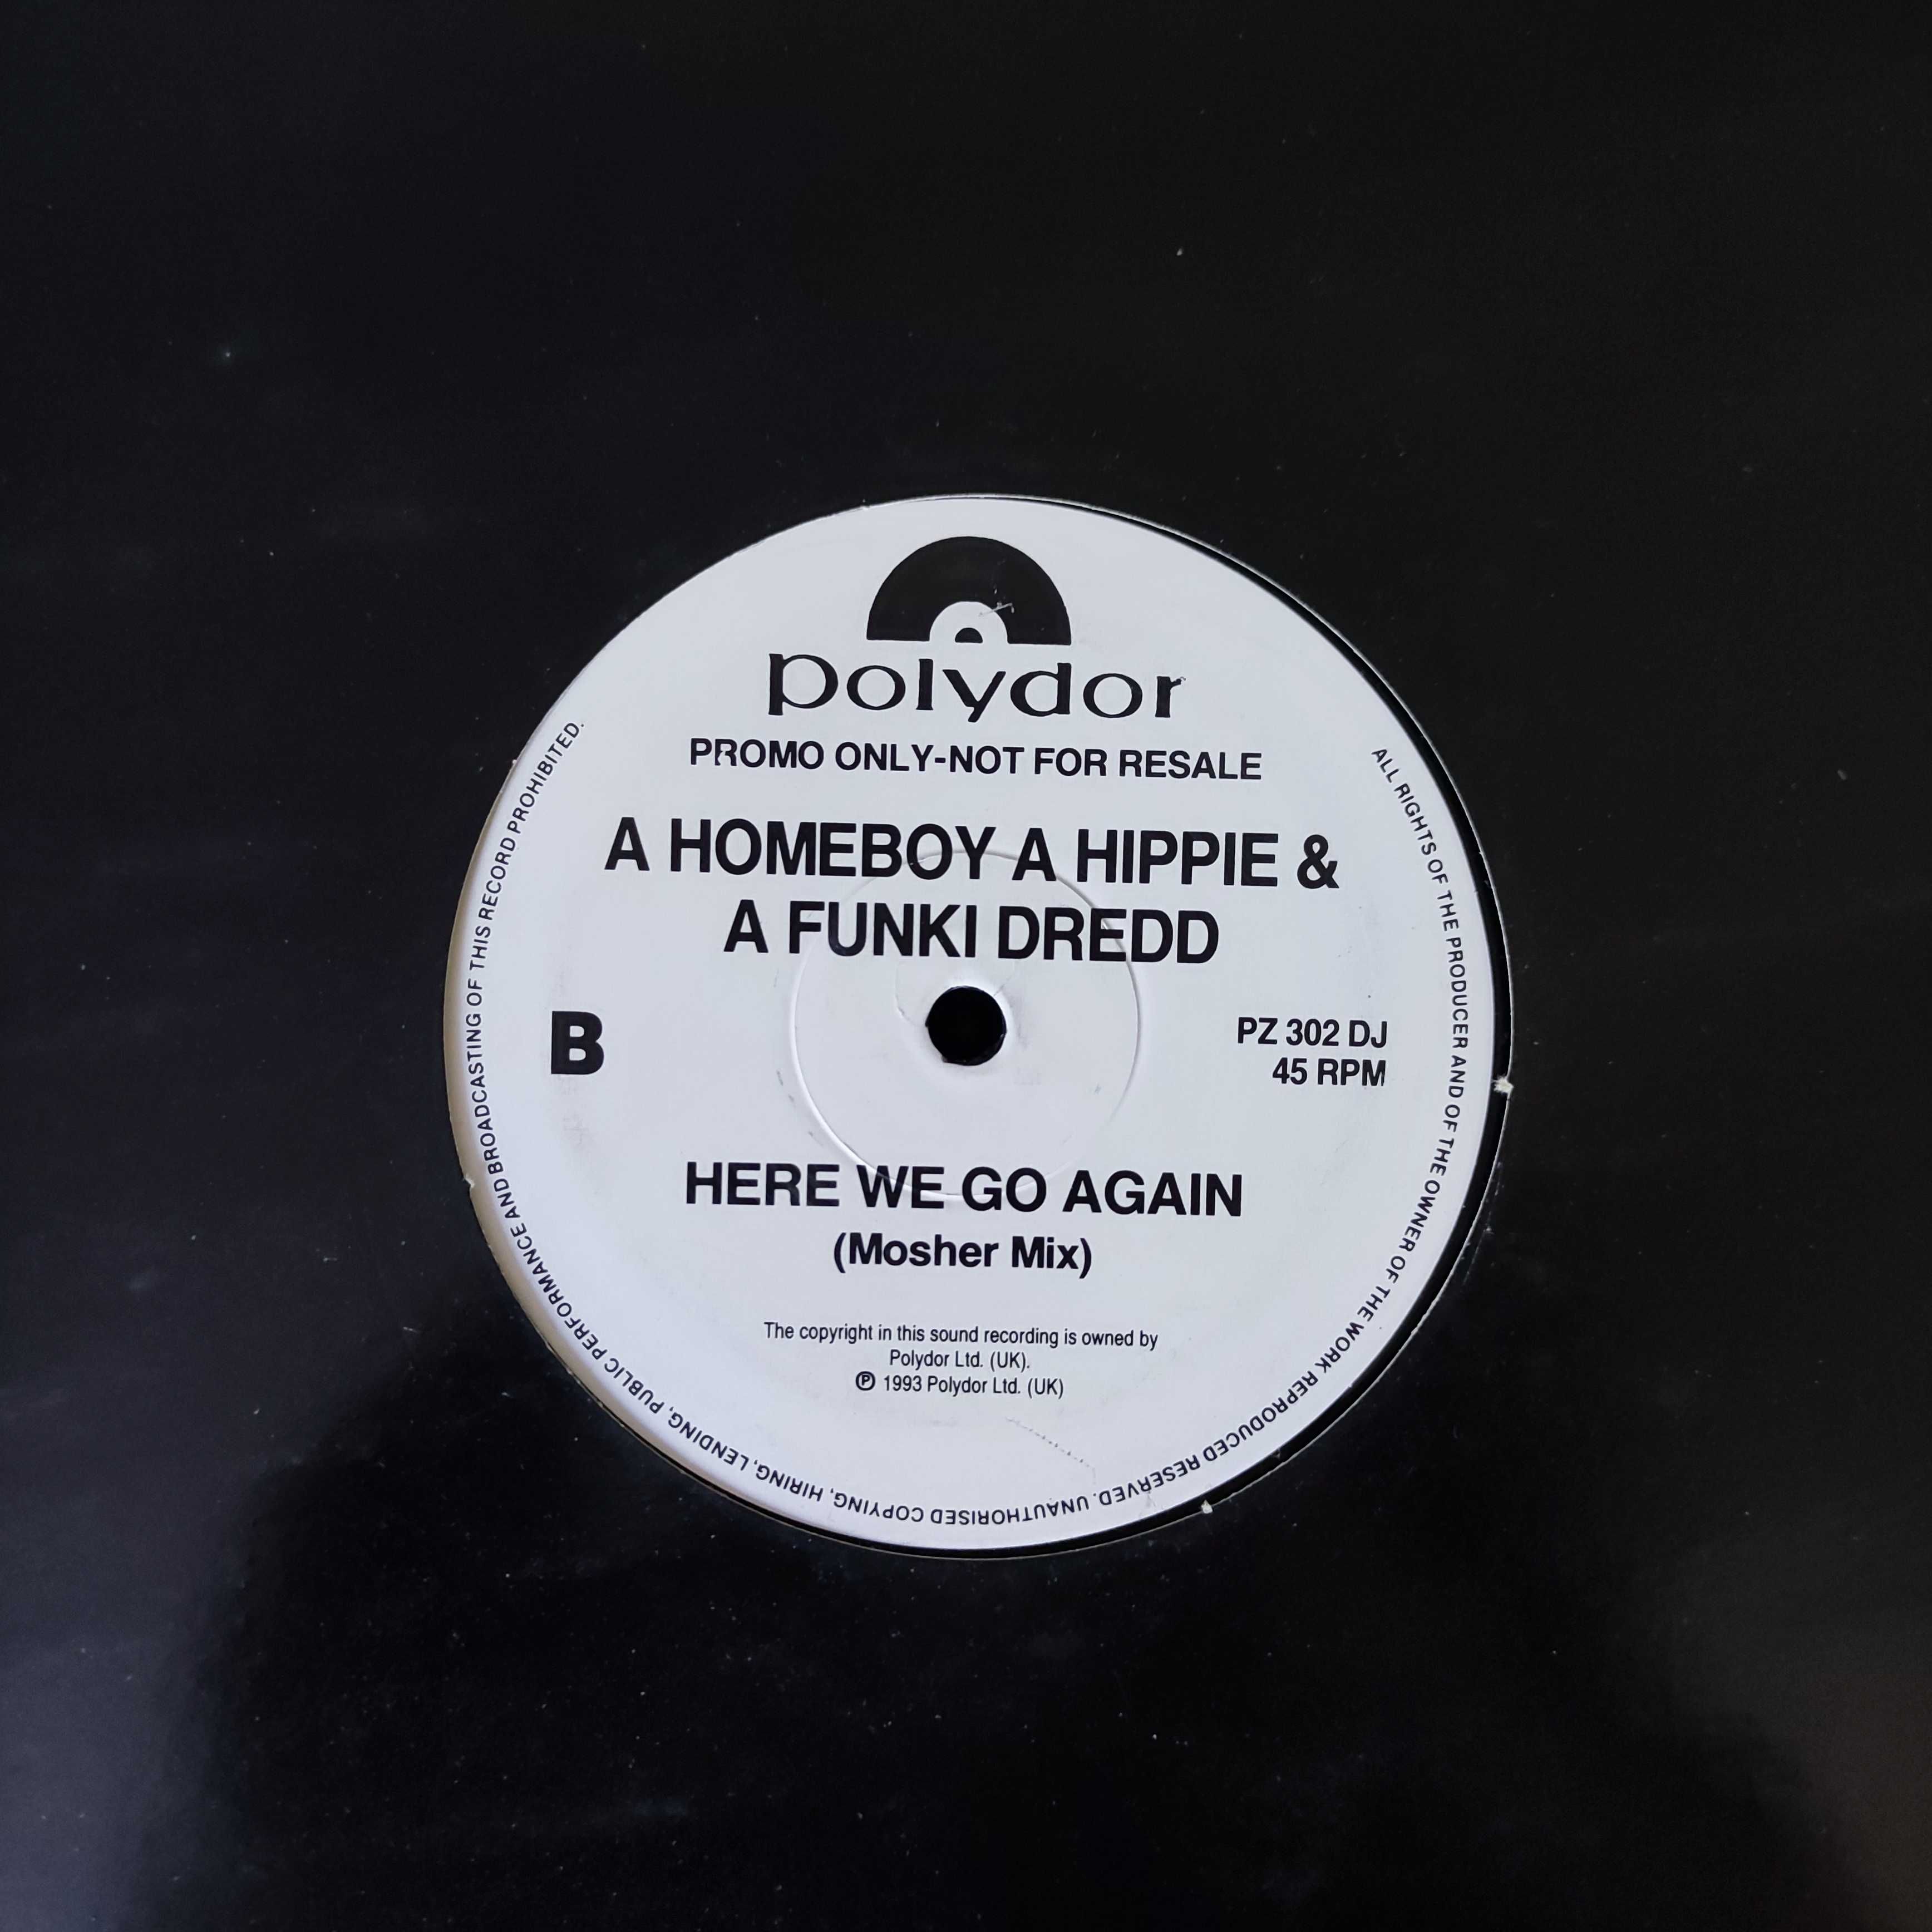 polydor
PROMO ONLY-NOT FOR RESALE
A HOMEBOY A HIPPIE &
A FUNKI DREDD
B
PZ 302 DJ
45 RPM
HERE WE GO AGAIN
(Mosher Mix)
The copyright in this sound recording is owned by
Polydor Ltd. (UK).
℗ 1993 Polydor Ltd. (UK)
ALL RIGHTS OF THE PRODUCER AND OF THE OWNER OF THE WORK REPRODUCED RESERVED. UNAUTHORISED COPYING, HIRING, LENDING, PUBLIC PERFORMANCE AND BROADCASTING OF THIS RECORD PROHIBITED.